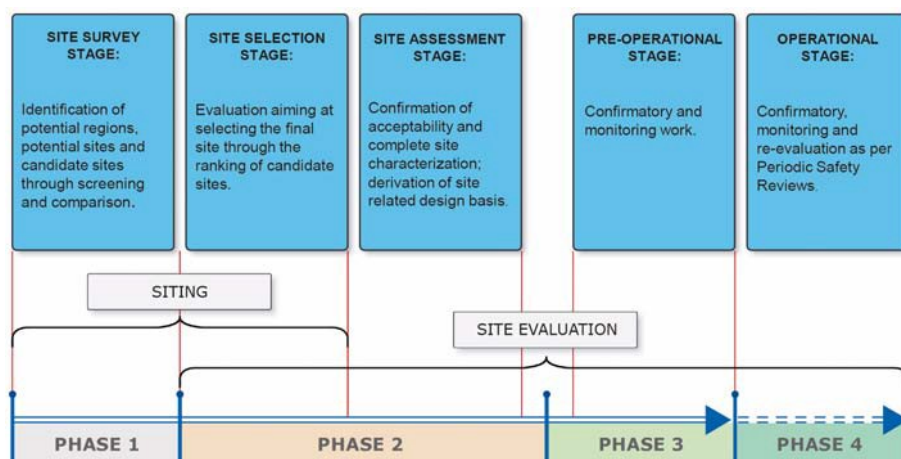 SITE SURVEY
STAGE:
Identification of
potential regions,
potential sites and
candidate sites
through screening
and comparison.
SITE SELECTION
STAGE:
Evaluation aiming at
selecting the final
site through the
ranking of candidate
sites.
SITE ASSESSMENT
STAGE:
Confirmation of
acceptability and
complete site
characterization;
derivation of site
related design basis.
PRE-OPERATIONAL
STAGE:
Confirmatory and
monitoring work.
OPERATIONAL
STAGE:
Confirmatory,
monitoring and
re-evaluation as per
Periodic Safety
Reviews.
SITING
SITE EVALUATION
PHASE 1
PHASE 2
PHASE 3
PHASE 4